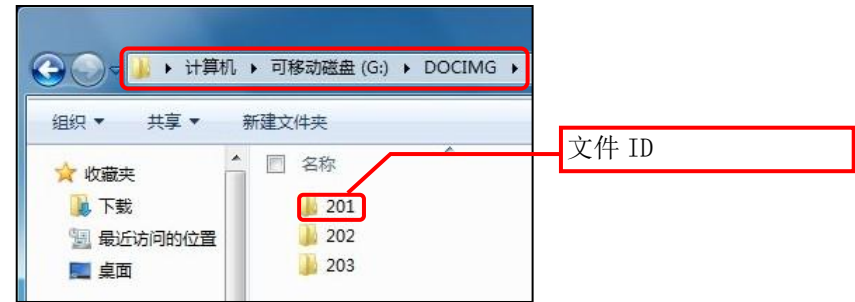 计算机 ▸ 可移动磁盘 (G:) ▸ DOCIMG ▸
组织 ▼ 共享 ▼ 新建文件夹
收藏夹
下载
最近访问的位置
桌面
名称
201
202
203
文件 ID